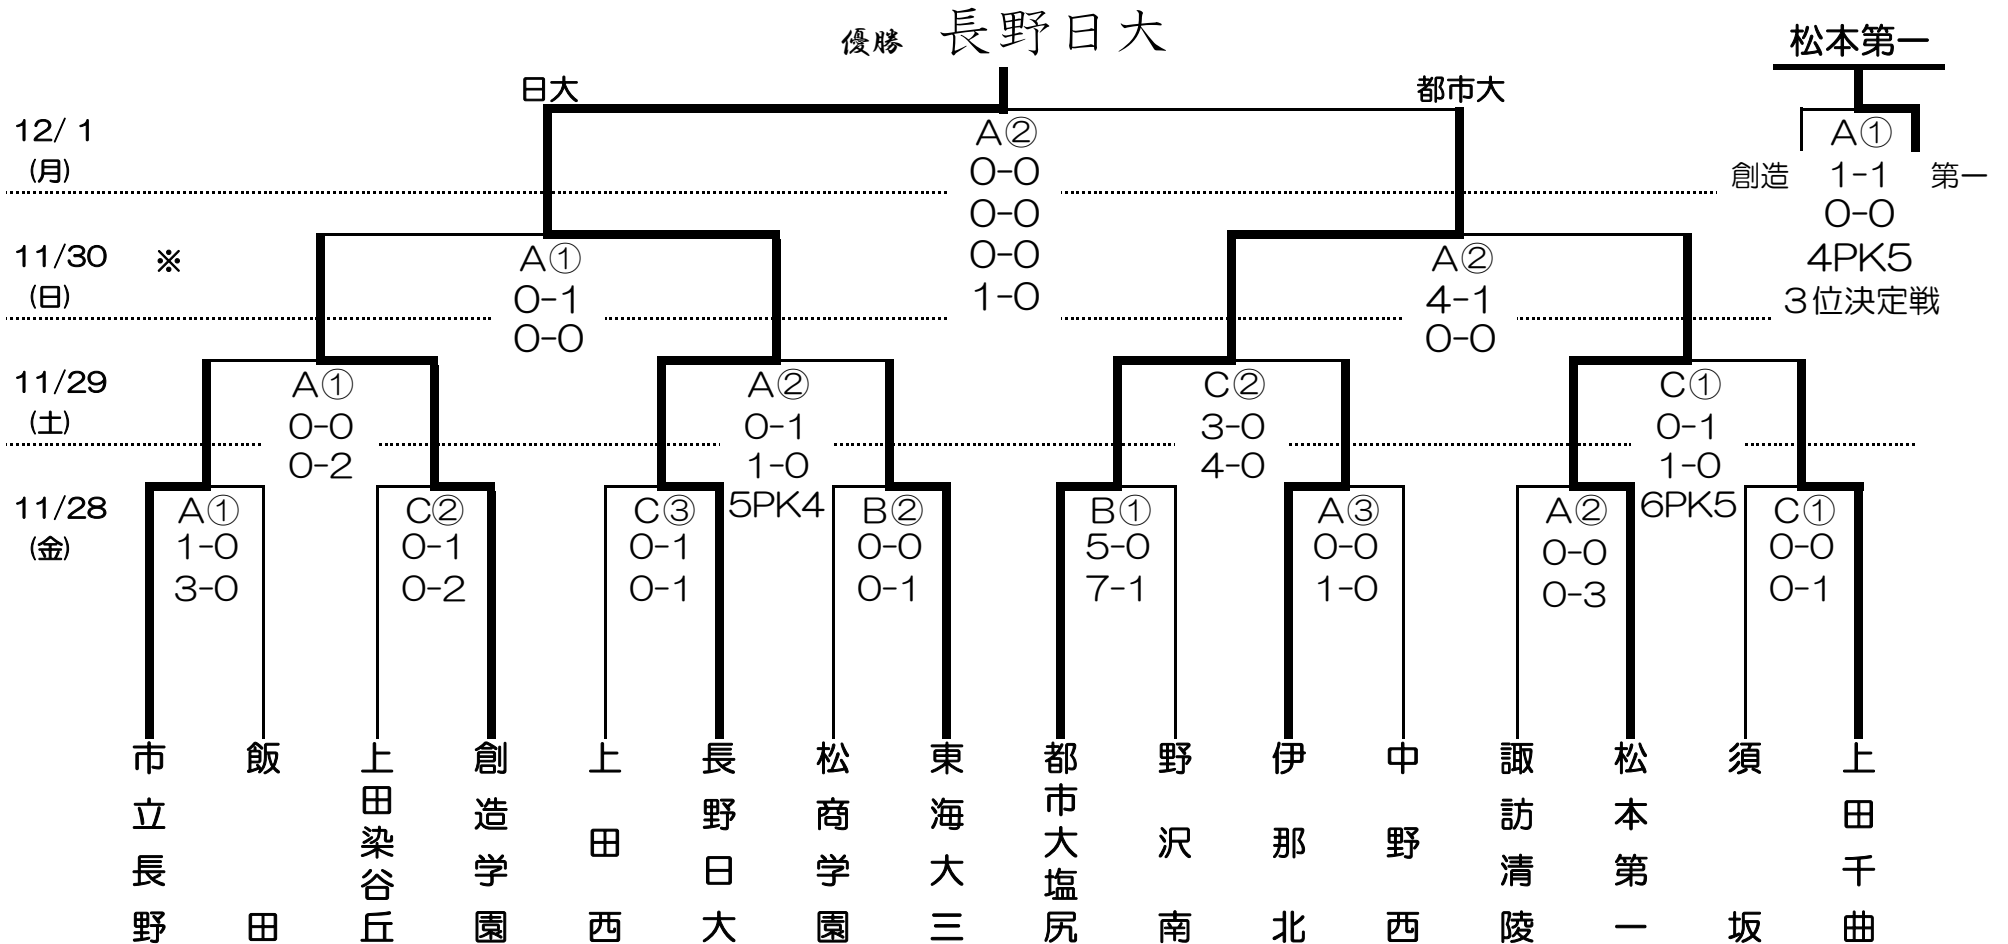 優勝 長野日大
松本第一
日大 都市大
12/ 1
(月)
A②
0-0
0-0
0-0
1-0
A①
創造 1-1 第一
0-0
4PK5
3位決定戦
11/30 ※
(日)
A①
0-1
0-0
A②
4-1
0-0
11/29
(土)
A①
0-0
0-2
A②
0-1
1-0
5PK4
C②
3-0
4-0
C①
0-1
1-0
6PK5
11/28
(金)
A①
1-0
3-0
C②
0-1
0-2
C③
0-1
0-1
B②
0-0
0-1
B①
5-0
7-1
A③
0-0
1-0
A②
0-0
0-3
C①
0-0
0-1
市立長野
飯田
上田染谷丘
創造学園
上田西
長野日大
松商学園
東海大三
都市大塩尻
野沢南
伊那北
中野西
諏訪清陵
松本第一
須坂
上田千曲